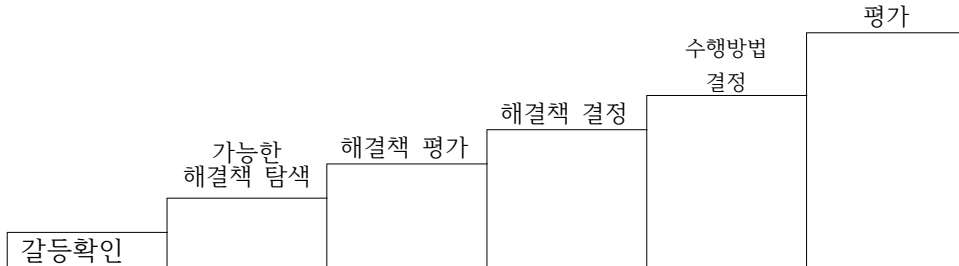 갈등확인
가능한
해결책 탐색
해결책 평가
해결책 결정
수행방법
결정
평가